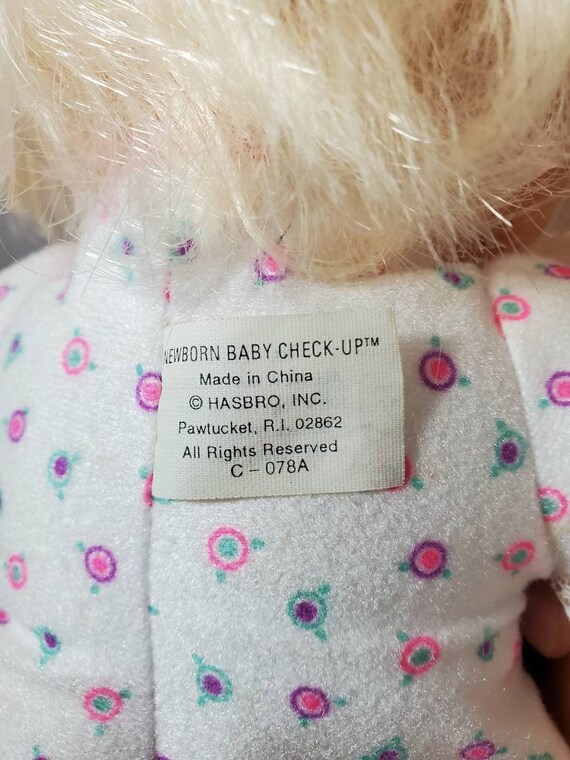 NEWBORN BABY CHECK-UP™
Made in China
© HASBRO, INC.
Pawtucket, R.I. 02862
All Rights Reserved
C - 078A